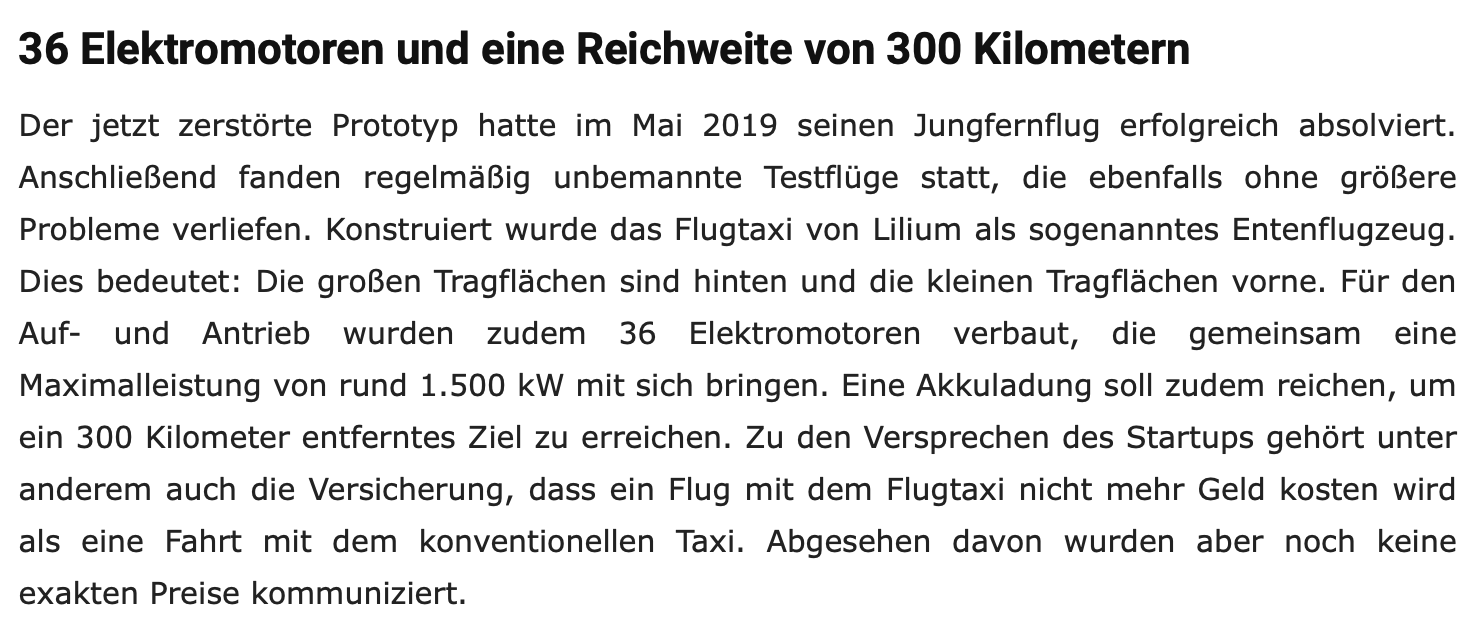 36 Elektromotoren und eine Reichweite von 300 Kilometern
Der jetzt zerstörte Prototyp hatte im Mai 2019 seinen Jungfernflug erfolgreich absolviert.
Anschließend fanden regelmäßig unbemannte Testflüge statt, die ebenfalls ohne größere
Probleme verliefen. Konstruiert wurde das Flugtaxi von Lilium als sogenanntes Entenflugzeug.
Dies bedeutet: Die großen Tragflächen sind hinten und die kleinen Tragflächen vorne. Für den
Auf- und Antrieb wurden zudem 36 Elektromotoren verbaut, die gemeinsam eine
Maximalleistung von rund 1.500 kW mit sich bringen. Eine Akkuladung soll zudem reichen, um
ein 300 Kilometer entferntes Ziel zu erreichen. Zu den Versprechen des Startups gehört unter
anderem auch die Versicherung, dass ein Flug mit dem Flugtaxi nicht mehr Geld kosten wird
als eine Fahrt mit dem konventionellen Taxi. Abgesehen davon wurden aber noch keine
exakten Preise kommuniziert.